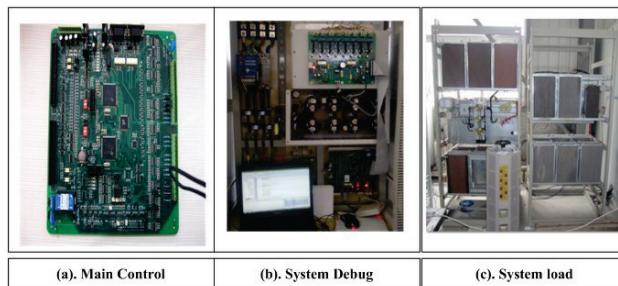 (a). Main Control
(b). System Debug
(c). System load